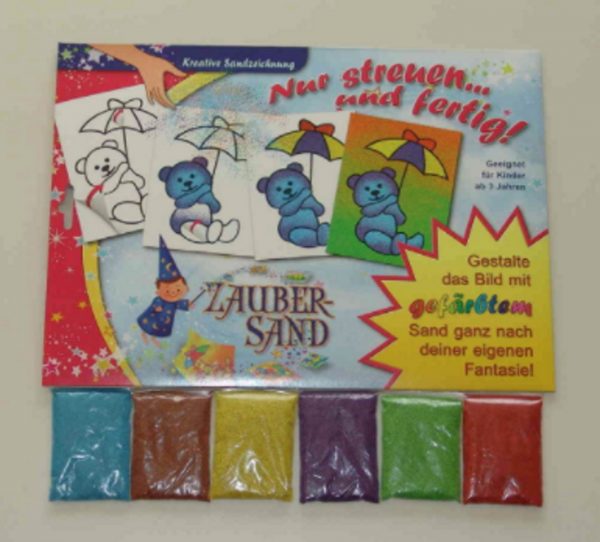 Kreative Sandzeichnung
Nur streuen...
und fertig!
Geeignet
für Kinder
ab 3 Jahren
Gestalte
das Bild mit
gefärbtem
Sand ganz nach
deiner eigenen
Fantasie!
ZAUBER-
SAND